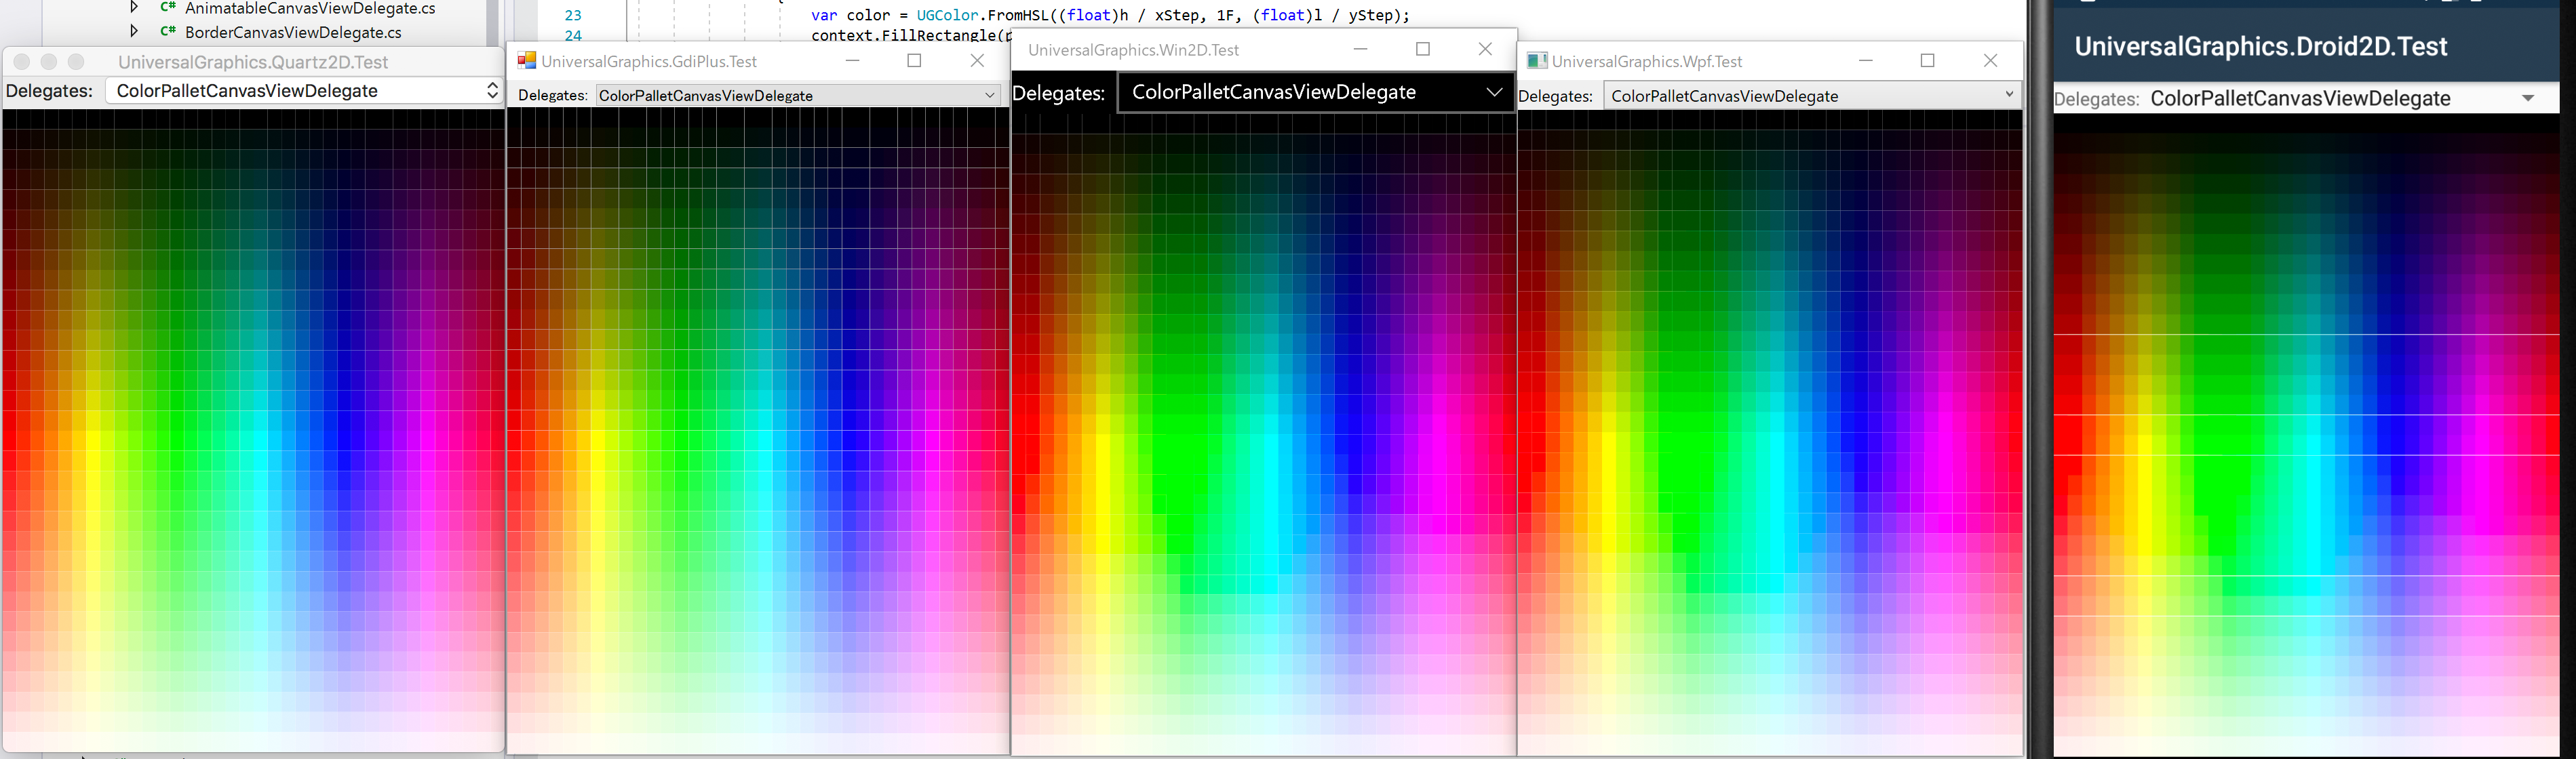 AnimatableCanvasViewDelegate.cs
C# BorderCanvasViewDelegate.cs
23 var color = UGColor.FromHSL((float)h / xStep, 1F, (float)l / yStep);
24 context.FillRectangle(
UniversalGraphics.Quartz2D.Test
Delegates: ColorPalletCanvasViewDelegate
UniversalGraphics.GdiPlus.Test
Delegates: ColorPalletCanvasViewDelegate
UniversalGraphics.Win2D.Test
Delegates: ColorPalletCanvasViewDelegate
UniversalGraphics.Wpf.Test
Delegates: ColorPalletCanvasViewDelegate
UniversalGraphics.Droid2D.Test
Delegates: ColorPalletCanvasViewDelegate